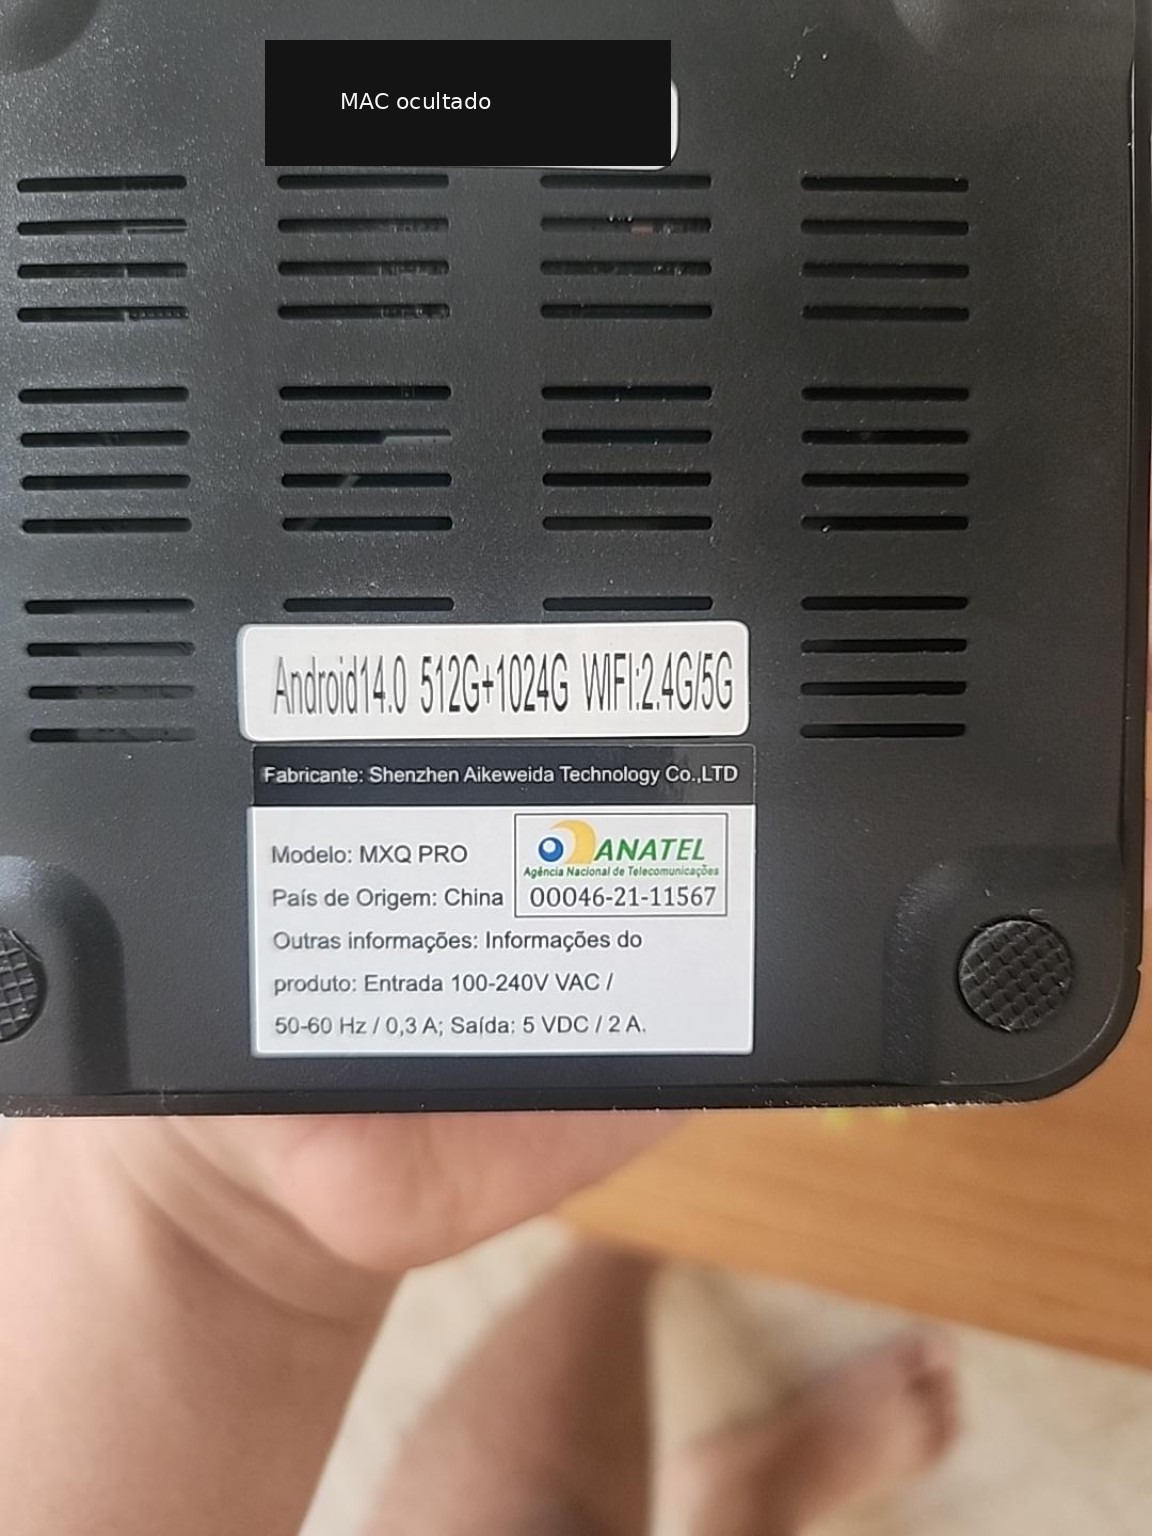 MAC ocultado
Android14.0 512G+1024G WIFI:2.4G/5G
Fabricante: Shenzhen Aikeweida Technology Co.,LTD
Modelo: MXQ PRO
ANATEL
Agência Nacional de Telecomunicações
País de Origem: China
00046-21-11567
Outras informações: Informações do
produto: Entrada 100-240V VAC /
50-60 Hz / 0,3 A; Saída: 5 VDC / 2 A.